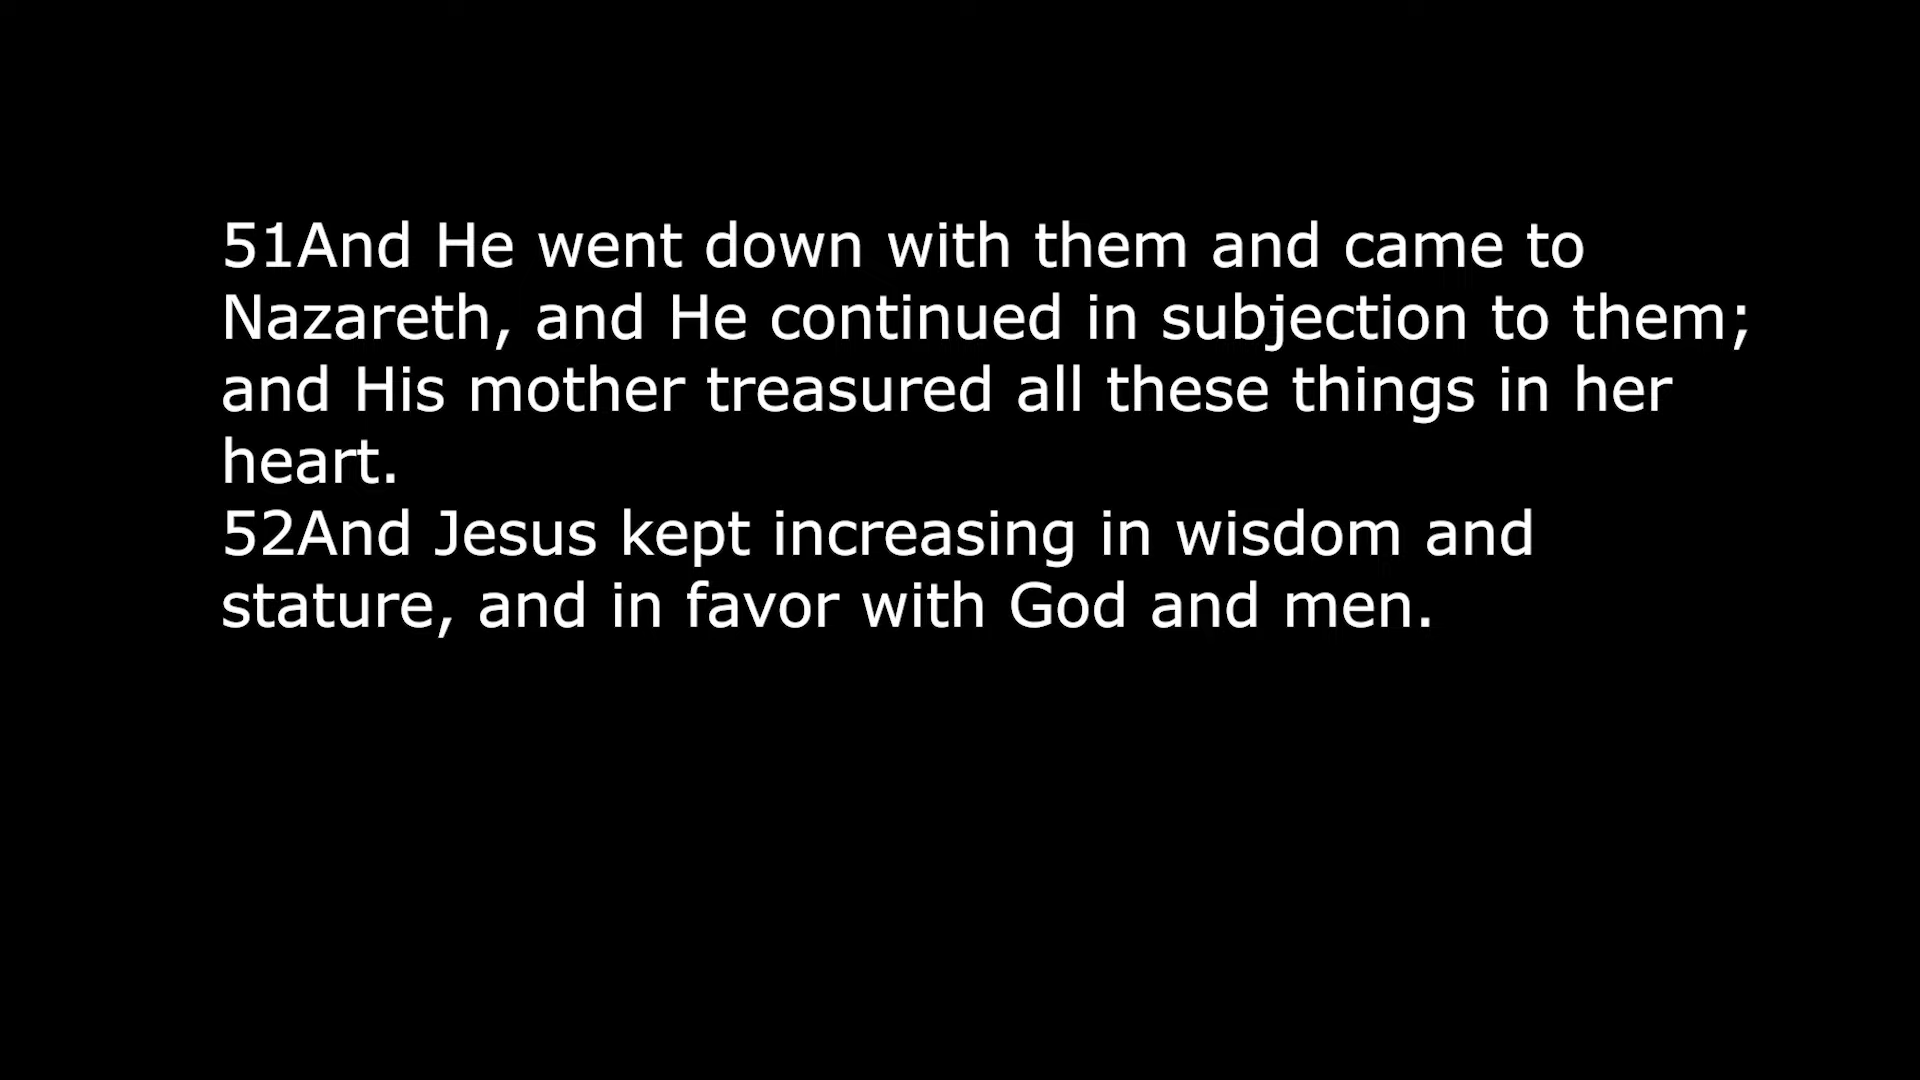 51And He went down with them and came to
Nazareth, and He continued in subjection to them;
and His mother treasured all these things in her
heart.
52And Jesus kept increasing in wisdom and
stature, and in favor with God and men.